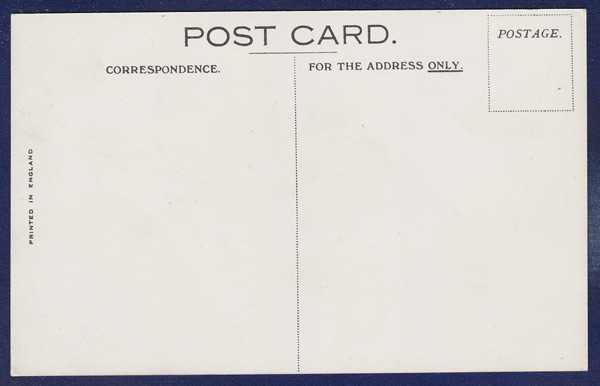 POST CARD.
POSTAGE.
CORRESPONDENCE.
FOR THE ADDRESS ONLY.
PRINTED IN ENGLAND